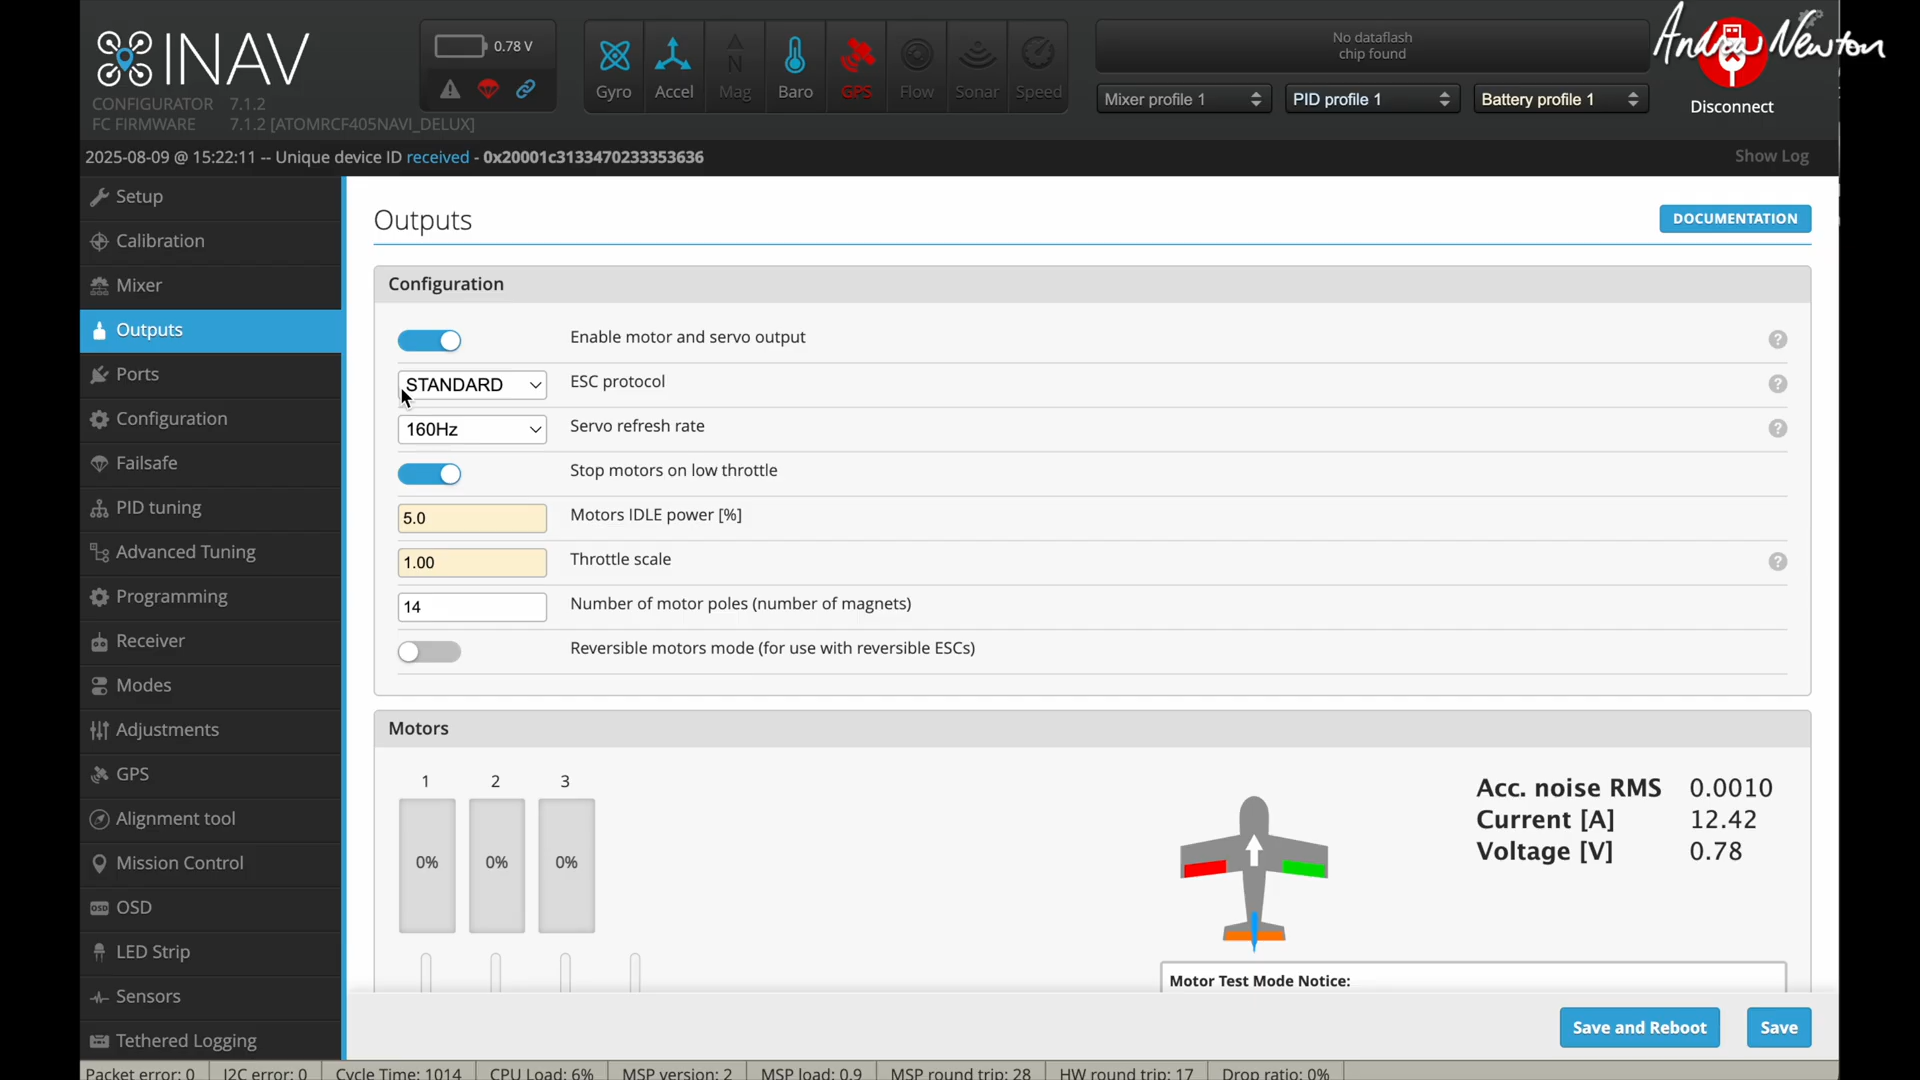 INAV
CONFIGURATOR 7.1.2
FC FIRMWARE 7.1.2 [ATOMRCF405NAVI_DELUX]
0.78 V
Gyro
Accel
Mag
Baro
GPS
Flow
Sonar
Speed
No dataflash
chip found
Mixer profile 1
PID profile 1
Battery profile 1
Andrew Newton
Disconnect
2025-08-09 @ 15:22:11 -- Unique device ID received - 0x20001c3133470233353636
Show Log
Setup
Calibration
Mixer
Outputs
Ports
Configuration
Failsafe
PID tuning
Advanced Tuning
Programming
Receiver
Modes
Adjustments
GPS
Alignment tool
Mission Control
OSD
LED Strip
Sensors
Tethered Logging
Outputs
DOCUMENTATION
Configuration
Enable motor and servo output ?
STANDARD ESC protocol ?
160Hz Servo refresh rate ?
Stop motors on low throttle
5.0 Motors IDLE power [%]
1.00 Throttle scale ?
14 Number of motor poles (number of magnets)
Reversible motors mode (for use with reversible ESCs)
Motors
1 2 3
0% 0% 0%
Acc. noise RMS 0.0010
Current [A] 12.42
Voltage [V] 0.78
Motor Test Mode Notice:
Save and Reboot
Save
Packet error: 0 I2C error: 0 Cycle Time: 1014 CPU Load: 6% MSP version: 2 MSP load: 0.9 MSP round trip: 28 HW round trip: 17 Drop ratio: 0%